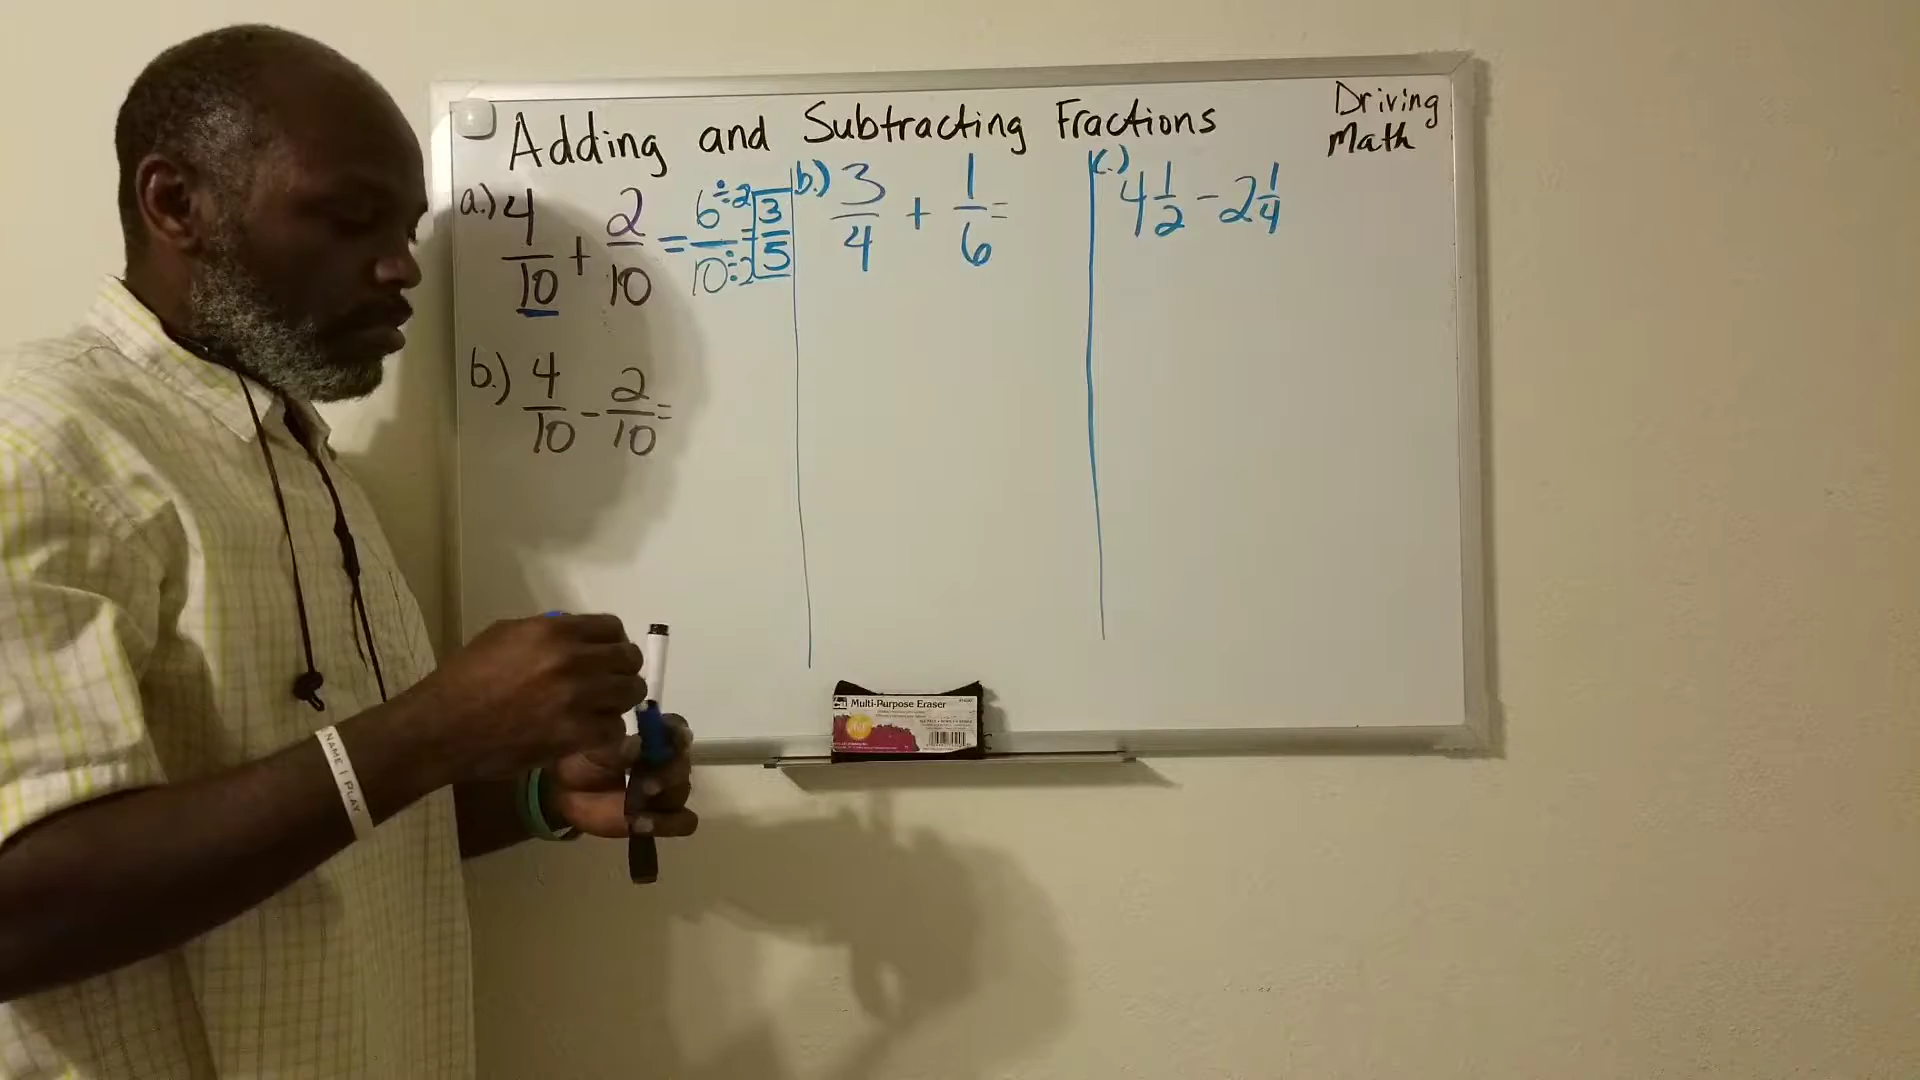 Adding and Subtracting Fractions
Driving
Math
a.) 4/10 + 2/10 = 6÷2/10÷2 = 3/5
b.) 4/10 - 2/10 =
b.) 3/4 + 1/6 =
c.) 4 1/2 - 2 1/4
Multi-Purpose Eraser
NAME I PLAY